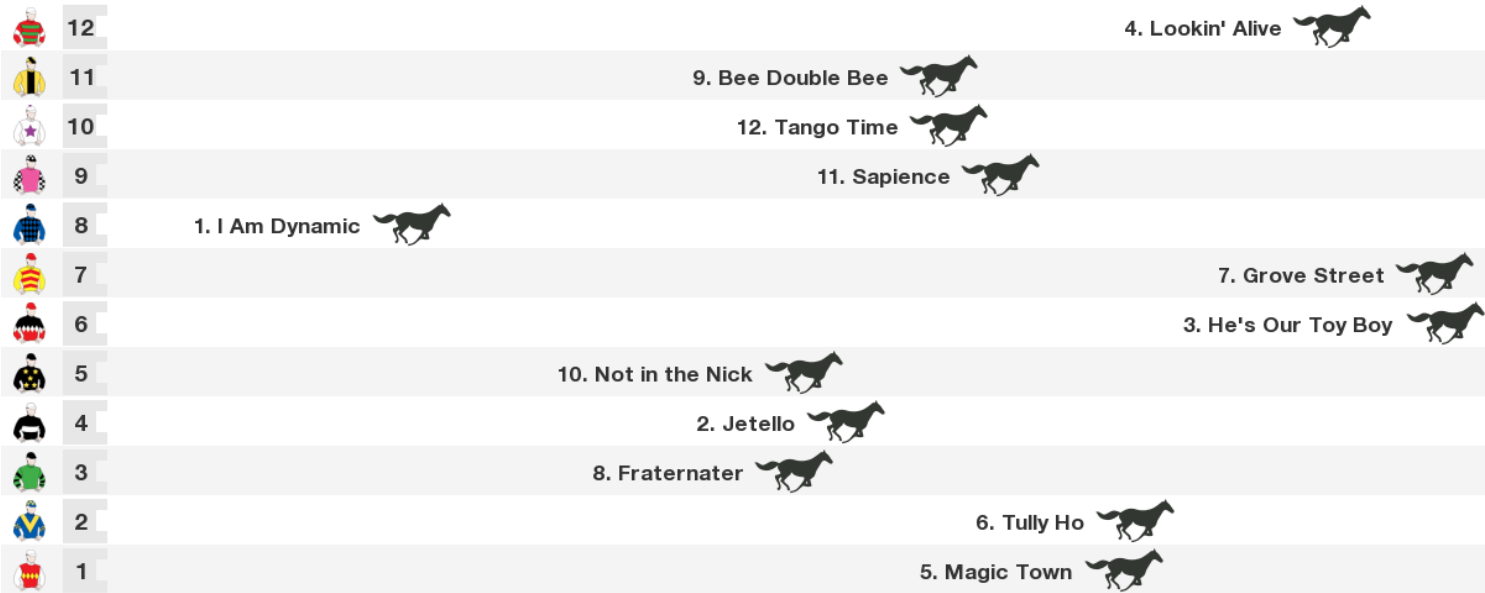 12 4. Lookin' Alive
11 9. Bee Double Bee
10 12. Tango Time
9 11. Sapience
8 1. I Am Dynamic
7 7. Grove Street
6 3. He's Our Toy Boy
5 10. Not in the Nick
4 2. Jetello
3 8. Fraternater
2 6. Tully Ho
1 5. Magic Town